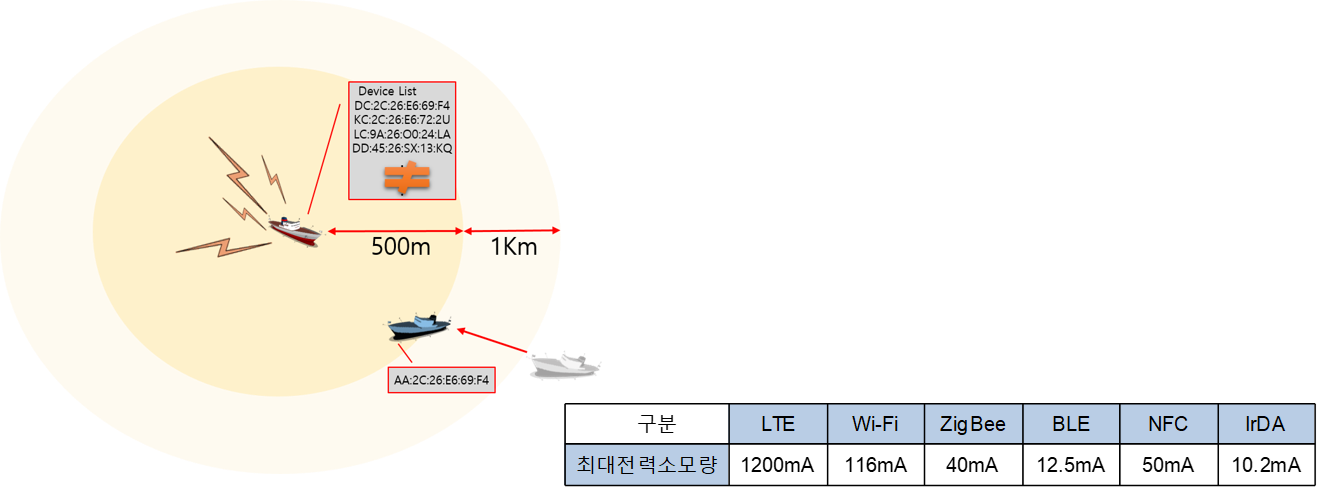 Device List
DC:2C:26:E6:69:F4
KC:2C:26:E6:72:2U
LC:9A:26:O0:24:LA
DD:45:26:SX:13:KQ
500m
1Km
AA:2C:26:E6:69:F4
구분 LTE Wi-Fi ZigBee BLE NFC IrDA
최대전력소모량 1200mA 116mA 40mA 12.5mA 50mA 10.2mA